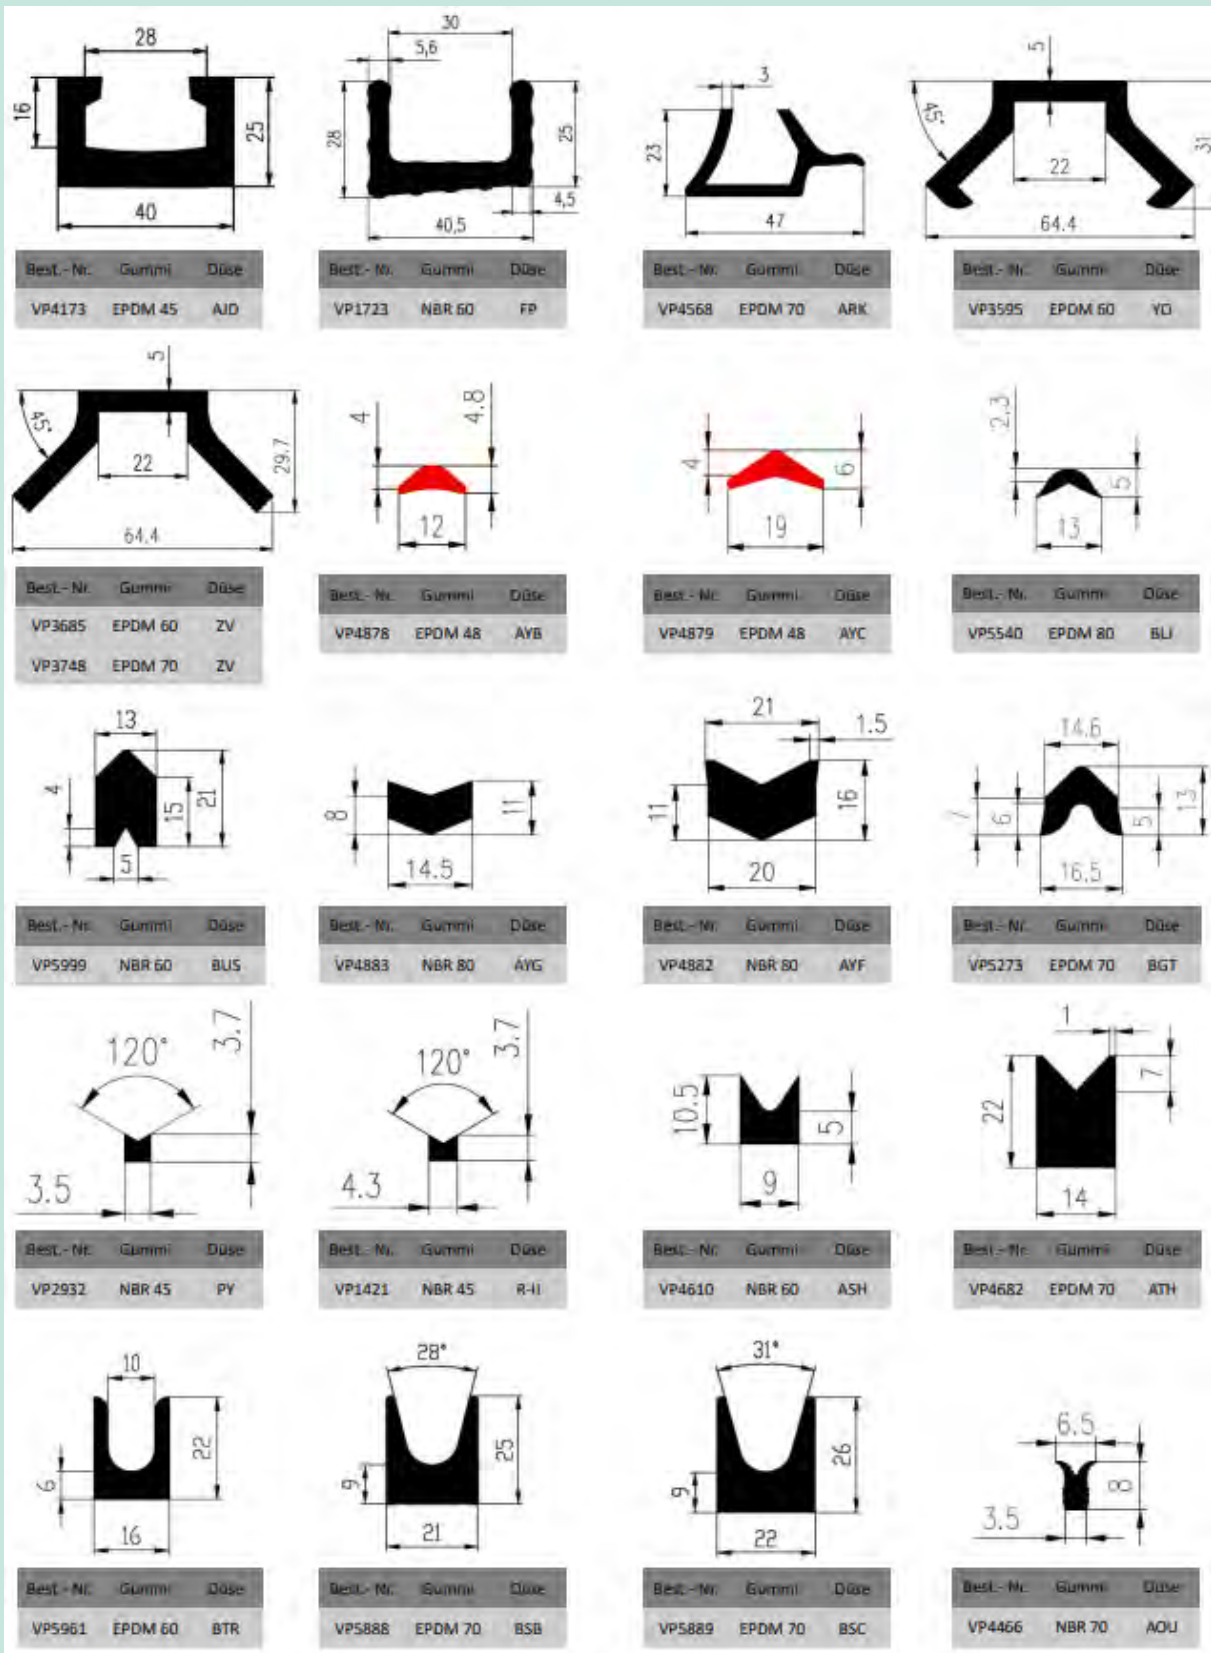 28
16
25
40
Best.- Nr. Gummi Düse
VP4173 EPDM 45 AJD
30
5,6
28
25
4,5
40,5
Best.- Nr. Gummi Düse
VP1723 NBR 60 FP
3
23
47
Best.- Nr. Gummi Düse
VP4568 EPDM 70 ARK
5
45°
31
22
64.4
Best.- Nr. Gummi Düse
VP3595 EPDM 60 YO
5
45°
22
29.7
64.4
Best.- Nr. Gummi Düse
VP3685 EPDM 60 ZV
VP3748 EPDM 70 ZV
4
4.8
12
Best.- Nr. Gummi Düse
VP4878 EPDM 48 AYB
4
6
19
Best.- Nr. Gummi Düse
VP4879 EPDM 48 AYC
2.3
5
13
Best.- Nr. Gummi Düse
VP5540 EPDM 80
13
4
15
21
5
Best.- Nr. Gummi Düse
VP5999 NBR 60 BUS
8
11
14.5
Best.- Nr. Gummi Düse
VP4883 NBR 80 AYG
21
1.5
11
16
20
Best.- Nr. Gummi Düse
VP4882 NBR 80 AYF
14.6
7
6
5
13
16.5
Best.- Nr. Gummi Düse
VP5273 EPDM 70 BGT
120°
3.7
3.5
Best.- Nr. Gummi Düse
VP2932 NBR 45 PY
120°
3.7
4.3
Best.- Nr. Gummi Düse
VP1421 NBR 45
10.5
5
9
Best.- Nr. Gummi Düse
VP4610 NBR 60 ASH
1
22
7
14
Best.- Nr. Gummi Düse
VP4682 EPDM 70 ATH
10
6
22
16
Best.- Nr. Gummi Düse
VP5961 EPDM 60 BTR
28°
9
25
21
Best.- Nr. Gummi Düse
VP5888 EPDM 70 BSB
31°
9
26
22
Best.- Nr. Gummi Düse
VP5889 EPDM 70 BSC
6.5
8
3.5
Best.- Nr. Gummi Düse
VP4466 NBR 70 AOU